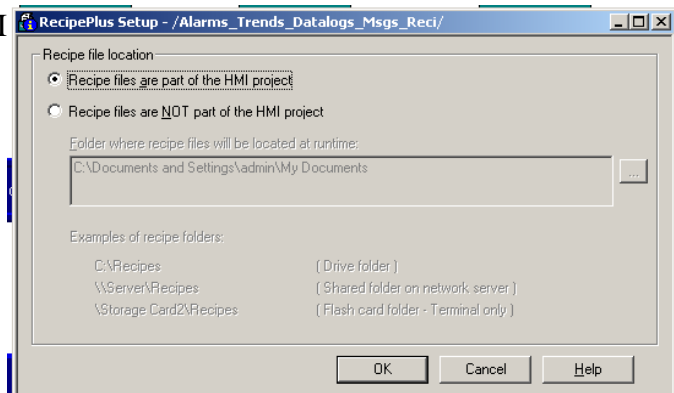 RecipePlus Setup - /Alarms_Trends_Datalogs_Msgs_Reci/
Recipe file location
Recipe files are part of the HMI project
Recipe files are NOT part of the HMI project
Folder where recipe files will be located at runtime:
C:\Documents and Settings\admin\My Documents
...
Examples of recipe folders:
C:\Recipes ( Drive folder )
\\Server\Recipes ( Shared folder on network server )
\Storage Card2\Recipes ( Flash card folder - Terminal only )
OK Cancel Help